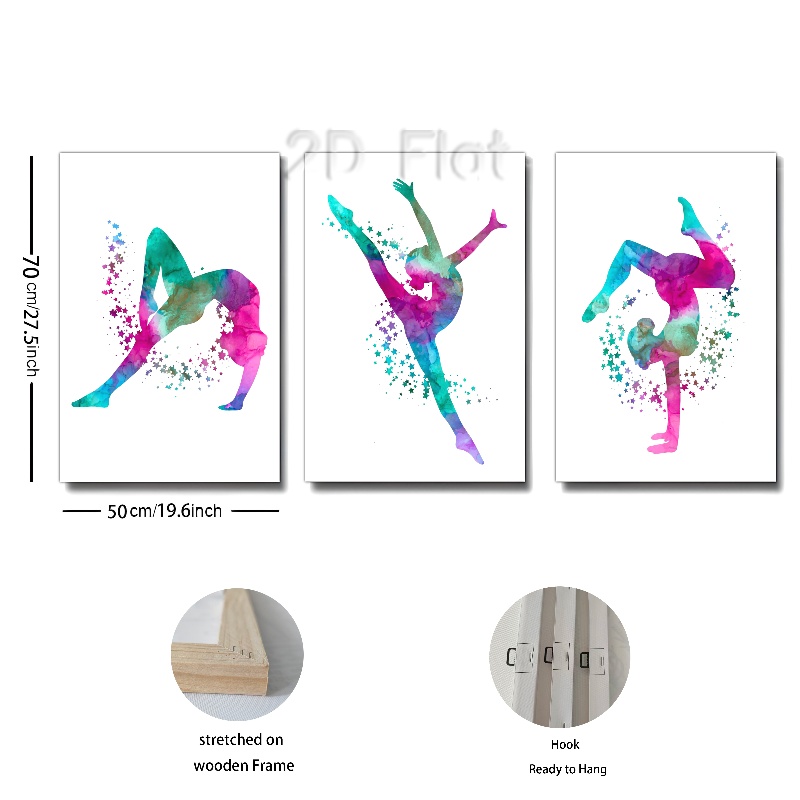 2D Flat
70 cm/27.5inch
50 cm/19.6inch
stretched on
wooden Frame
Hook
Ready to Hang